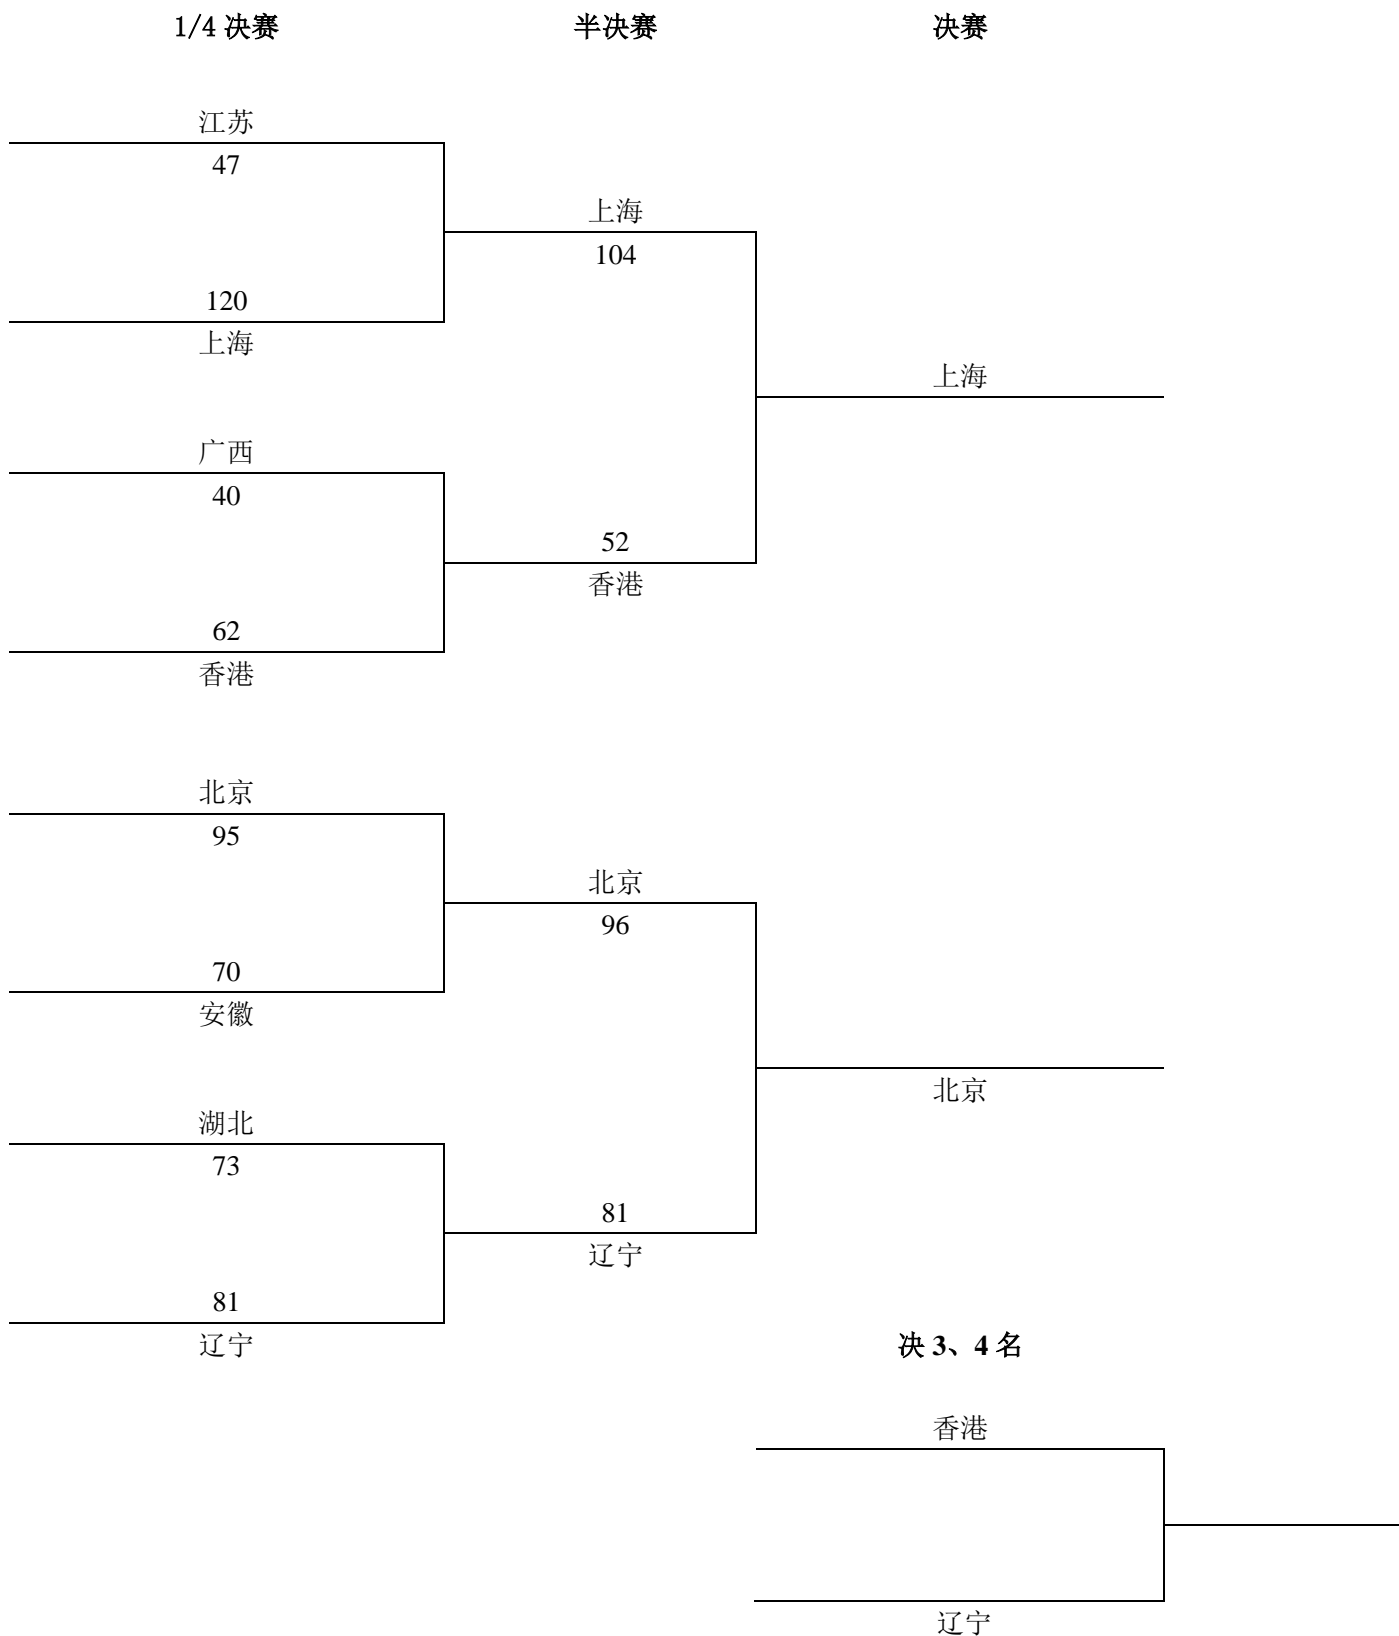 1/4 决赛
半决赛
决赛
江苏
47
上海
104
120
上海
上海
广西
40
52
香港
62
香港
北京
95
北京
96
70
安徽
北京
湖北
73
81
辽宁
81
辽宁
决 3、4 名
香港
辽宁